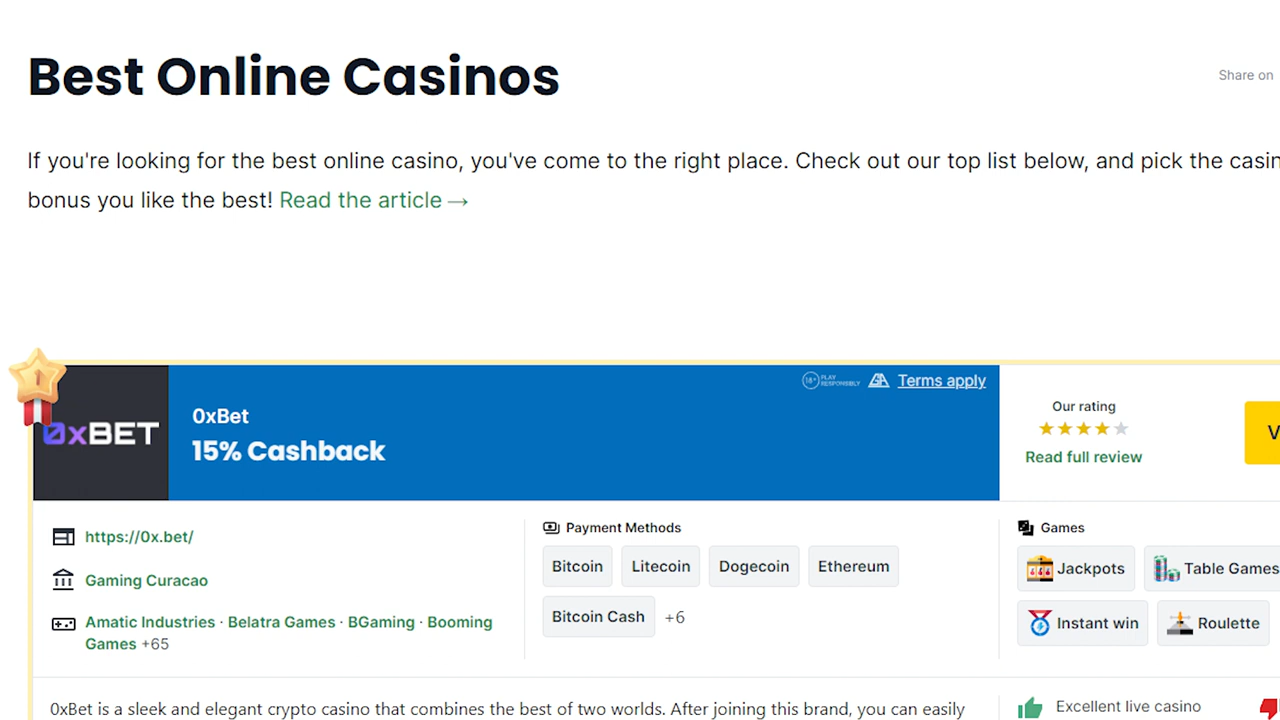 Best Online Casinos
Share on
If you're looking for the best online casino, you've come to the right place. Check out our top list below, and pick the casin
bonus you like the best! Read the article →
1
0xBET
0xBet
15% Cashback
18+ PLAY RESPONSIBLY
Terms apply
Our rating
Read full review
V
https://0x.bet/
Gaming Curacao
Amatic Industries · Belatra Games · BGaming · Booming
Games +65
Payment Methods
Bitcoin Litecoin Dogecoin Ethereum
Bitcoin Cash +6
Games
Jackpots Table Games
Instant win Roulette
0xBet is a sleek and elegant crypto casino that combines the best of two worlds. After joining this brand, you can easily
Excellent live casino